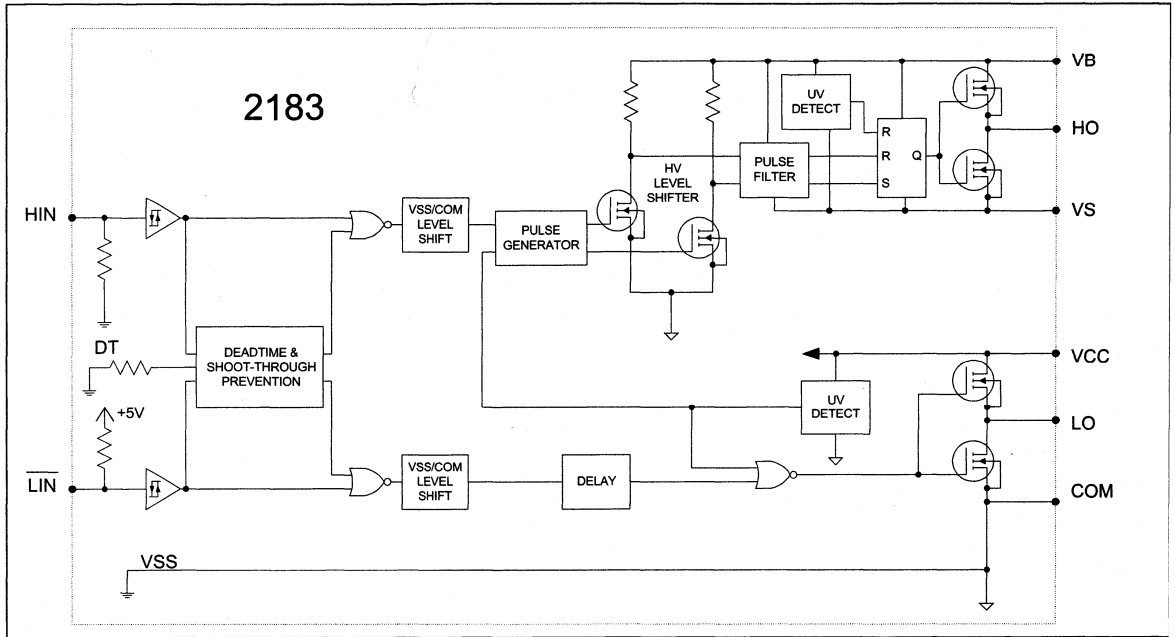 2183
VB
UV
DETECT
HO
R
R
Q
S
PULSE
FILTER
HV
LEVEL
SHIFTER
VS
HIN
VSS/COM
LEVEL
SHIFT
PULSE
GENERATOR
DT
DEADTIME &
SHOOT-THROUGH
PREVENTION
VCC
UV
DETECT
+5V
LO
LIN
VSS/COM
LEVEL
SHIFT
DELAY
COM
VSS